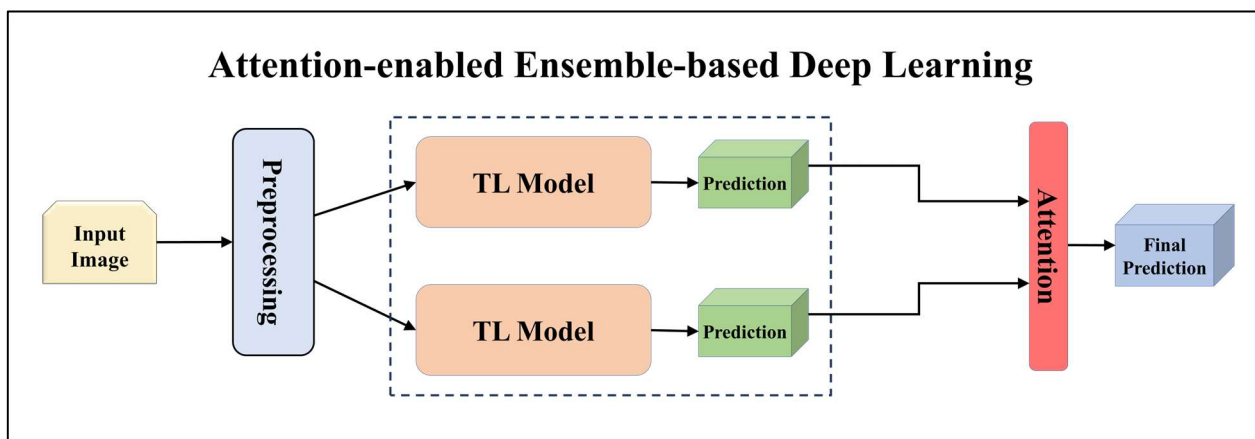 Attention-enabled Ensemble-based Deep Learning
Input
Image
Preprocessing
TL Model
Prediction
TL Model
Prediction
Attention
Final
Prediction